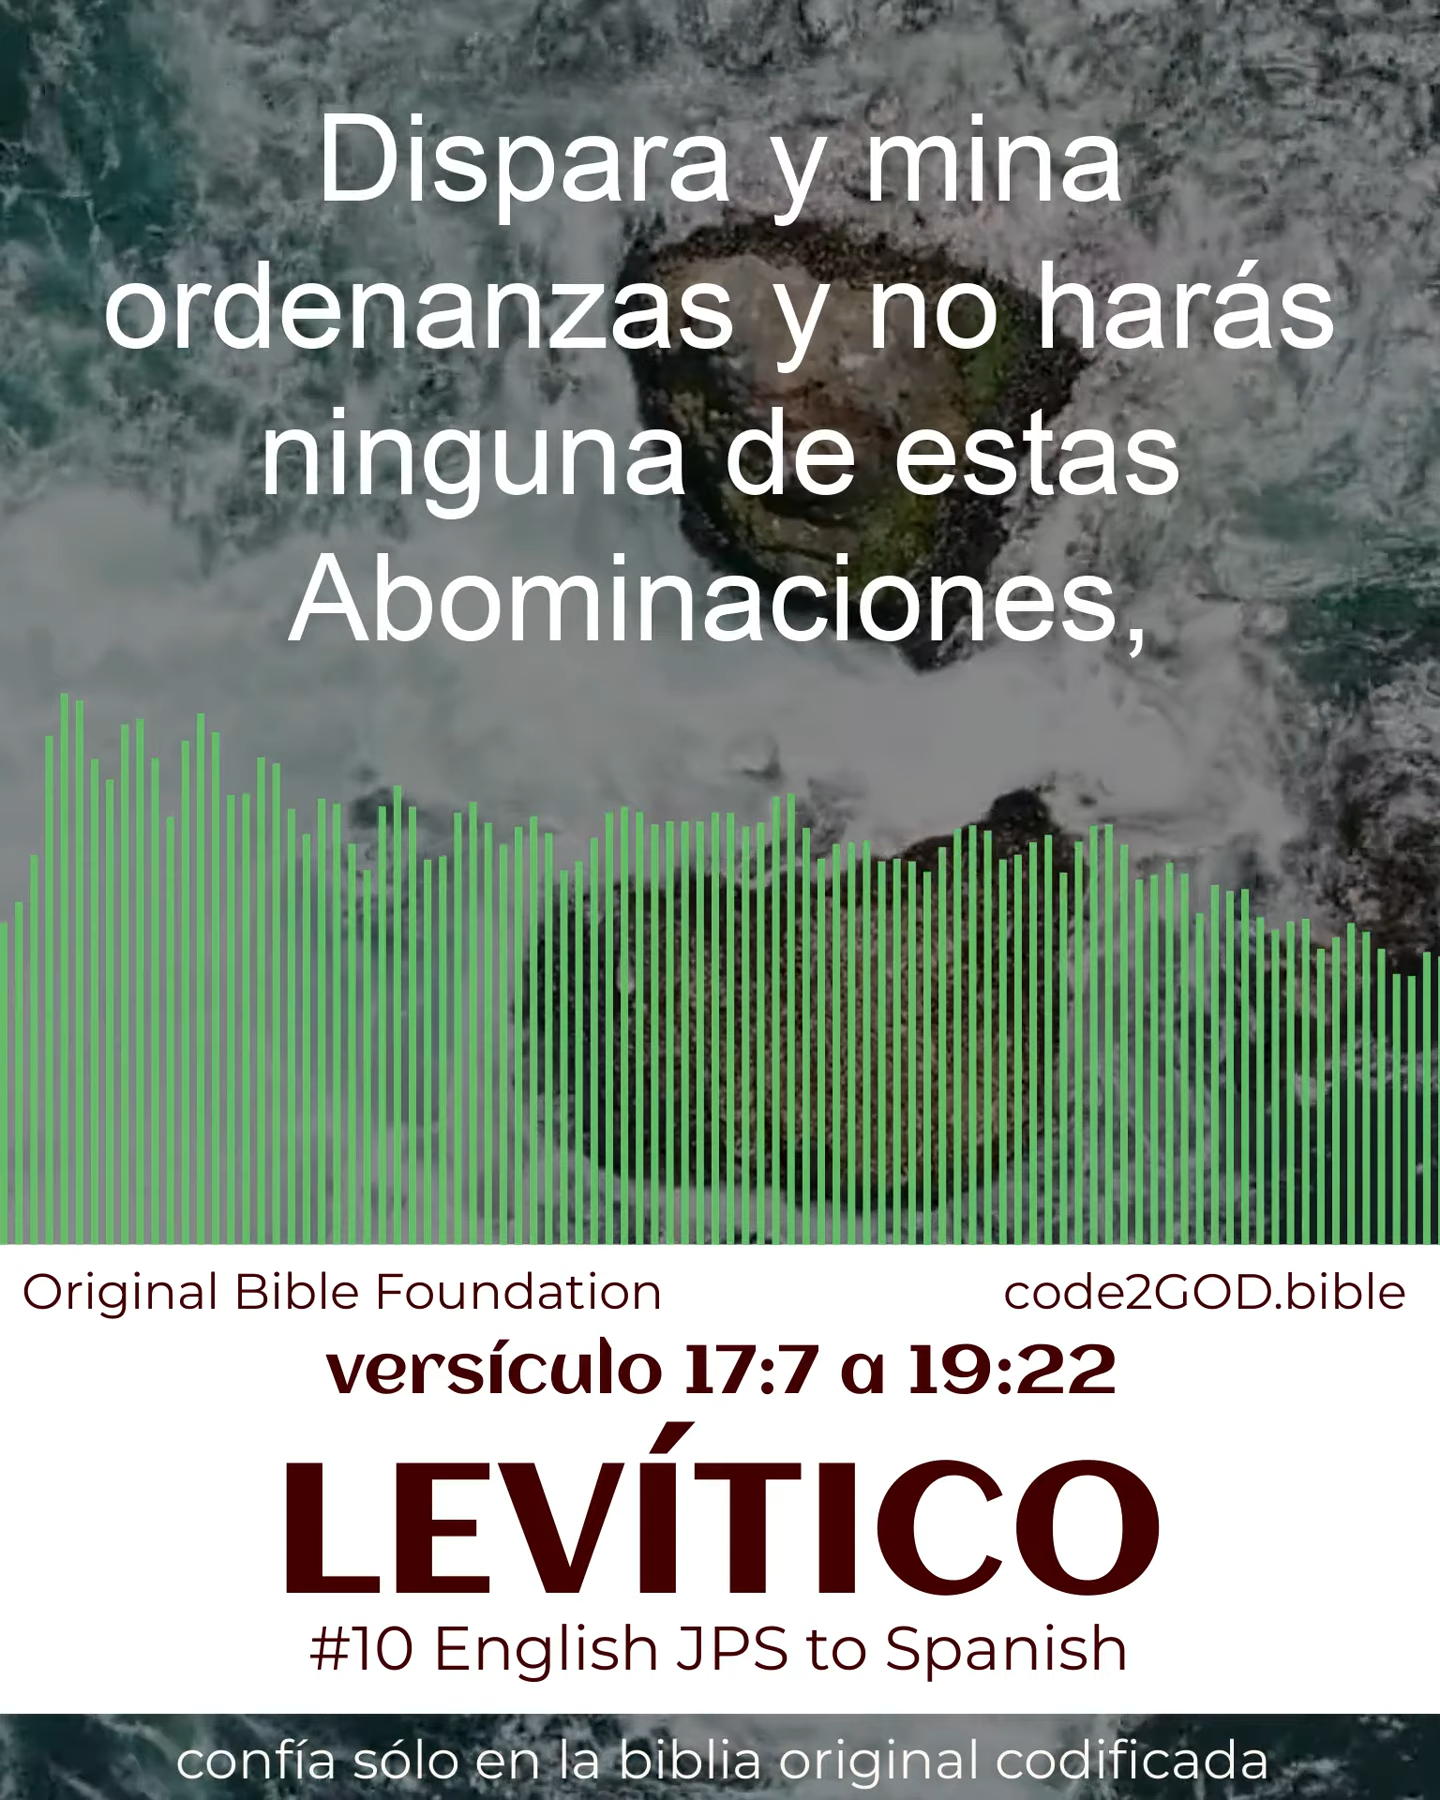 Dispara y mina
ordenanzas y no harás
ninguna de estas
Abominaciones,
Original Bible Foundation
code2GOD.bible
versículo 17:7 a 19:22
LEVÍTICO
#10 English JPS to Spanish
confía sólo en la biblia original codificada